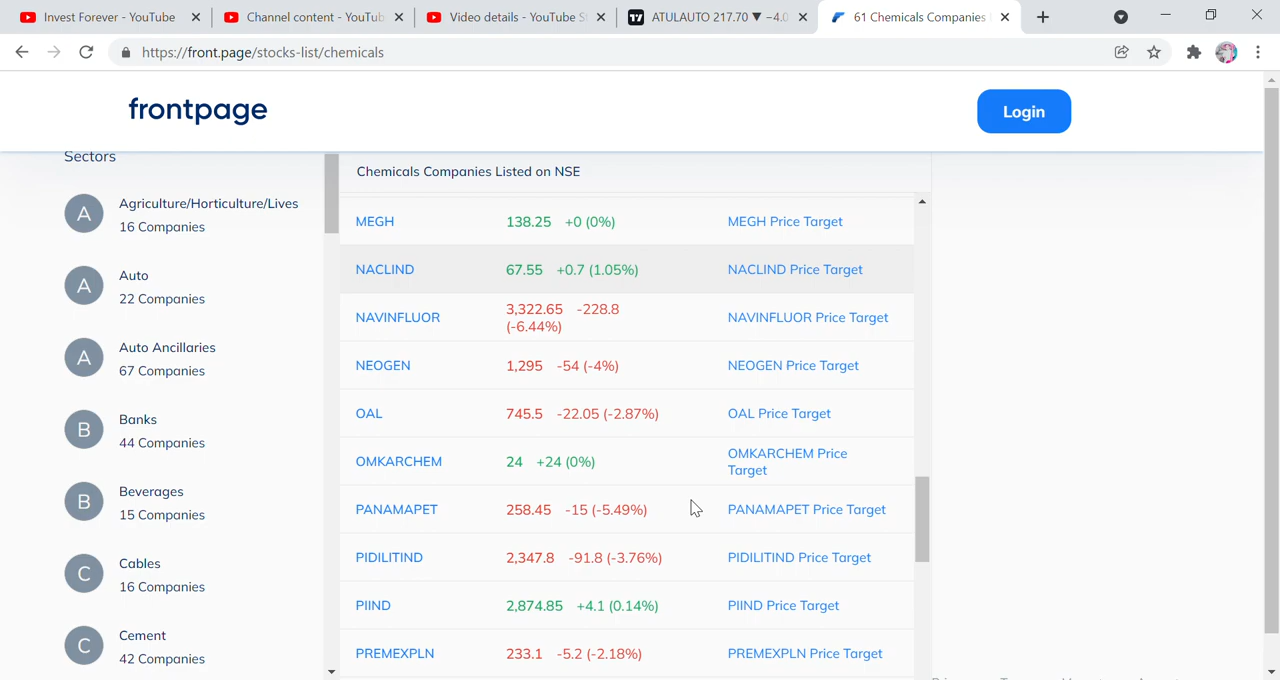 Invest Forever - YouTube
Channel content - YouTub
Video details - YouTube S
ATULAUTO 217.70 ▼ −4.0
61 Chemicals Companies
https://front.page/stocks-list/chemicals
frontpage
Login
Sectors
A
Agriculture/Horticulture/Lives
16 Companies
A
Auto
22 Companies
A
Auto Ancillaries
67 Companies
B
Banks
44 Companies
B
Beverages
15 Companies
C
Cables
16 Companies
C
Cement
42 Companies
Chemicals Companies Listed on NSE
MEGH 138.25 +0 (0%) MEGH Price Target
NACLIND 67.55 +0.7 (1.05%) NACLIND Price Target
NAVINFLUOR 3,322.65 -228.8 (-6.44%) NAVINFLUOR Price Target
NEOGEN 1,295 -54 (-4%) NEOGEN Price Target
OAL 745.5 -22.05 (-2.87%) OAL Price Target
OMKARCHEM 24 +24 (0%) OMKARCHEM Price Target
PANAMAPET 258.45 -15 (-5.49%) PANAMAPET Price Target
PIDILITIND 2,347.8 -91.8 (-3.76%) PIDILITIND Price Target
PIIND 2,874.85 +4.1 (0.14%) PIIND Price Target
PREMEXPLN 233.1 -5.2 (-2.18%) PREMEXPLN Price Target